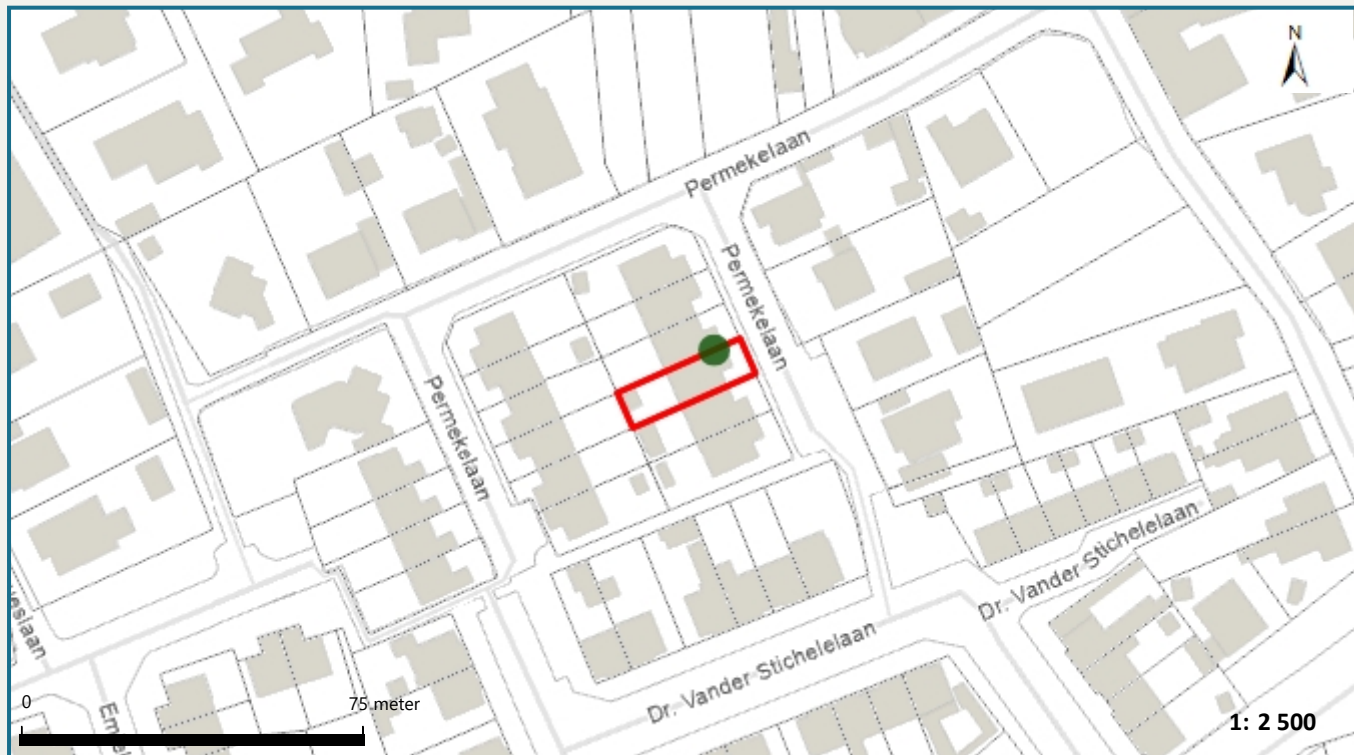 N
Permekelaan
Permekelaan
Permekelaan
Dr. Vander Stichelelaan
Dr. Vander Stichelelaan
0
75 meter
1: 2 500